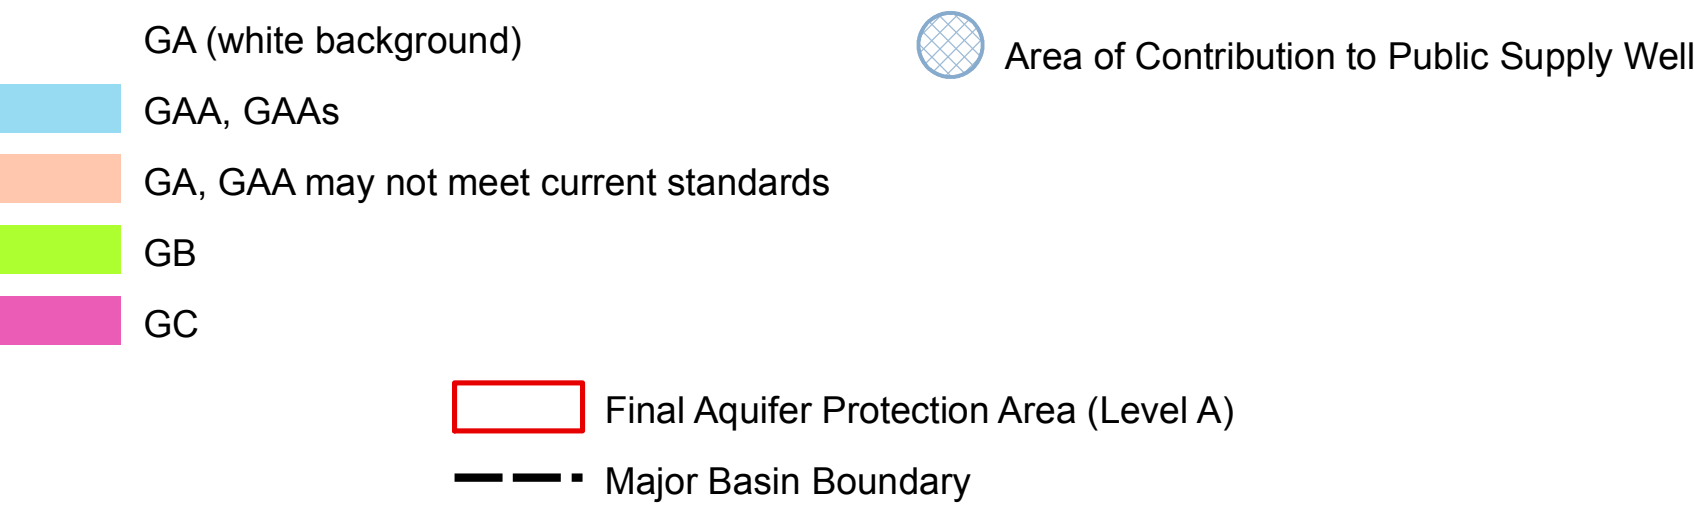 GA (white background)
Area of Contribution to Public Supply Well
GAA, GAAs
GA, GAA may not meet current standards
GB
GC
Final Aquifer Protection Area (Level A)
Major Basin Boundary